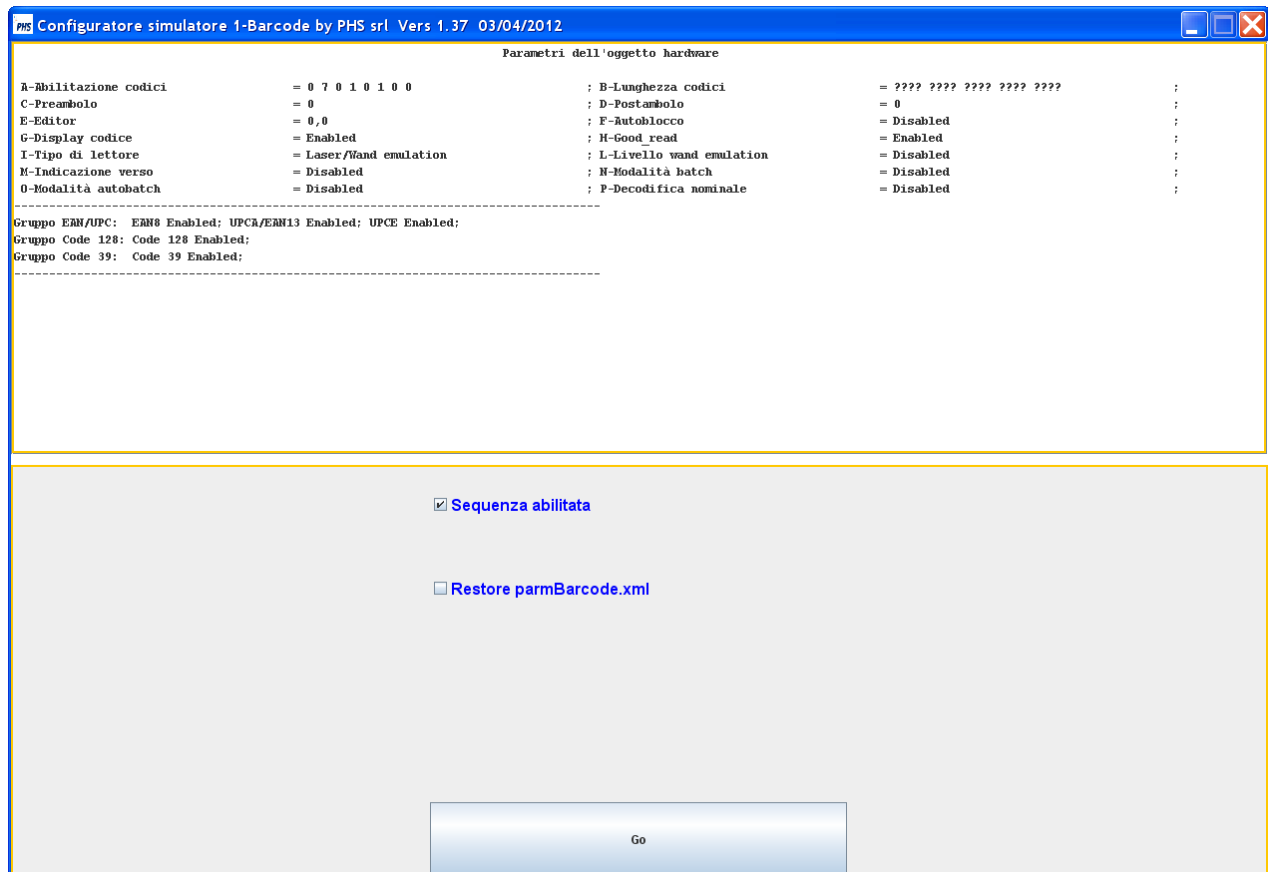 PHS Configuratore simulatore 1-Barcode by PHS srl Vers 1.37 03/04/2012
Parametri dell'oggetto hardware
A-Abilitazione codici = 0 7 0 1 0 1 0 0 ; B-Lunghezza codici = ???? ???? ???? ???? ???? ;
C-Preambolo = 0 ; D-Postambolo = 0 ;
E-Editor = 0,0 ; F-Autoblocco = Disabled ;
G-Display codice = Enabled ; H-Good_read = Enabled ;
I-Tipo di lettore = Laser/Wand emulation ; L-Livello wand emulation = Disabled ;
M-Indicazione verso = Disabled ; N-Modalità batch = Disabled ;
O-Modalità autobatch = Disabled ; P-Decodifica nominale = Disabled ;
------------------------------------------------------------------------------------
Gruppo EAN/UPC: EAN8 Enabled; UPCA/EAN13 Enabled; UPCE Enabled;
Gruppo Code 128: Code 128 Enabled;
Gruppo Code 39: Code 39 Enabled;
------------------------------------------------------------------------------------
Sequenza abilitata
Restore parmBarcode.xml
Go